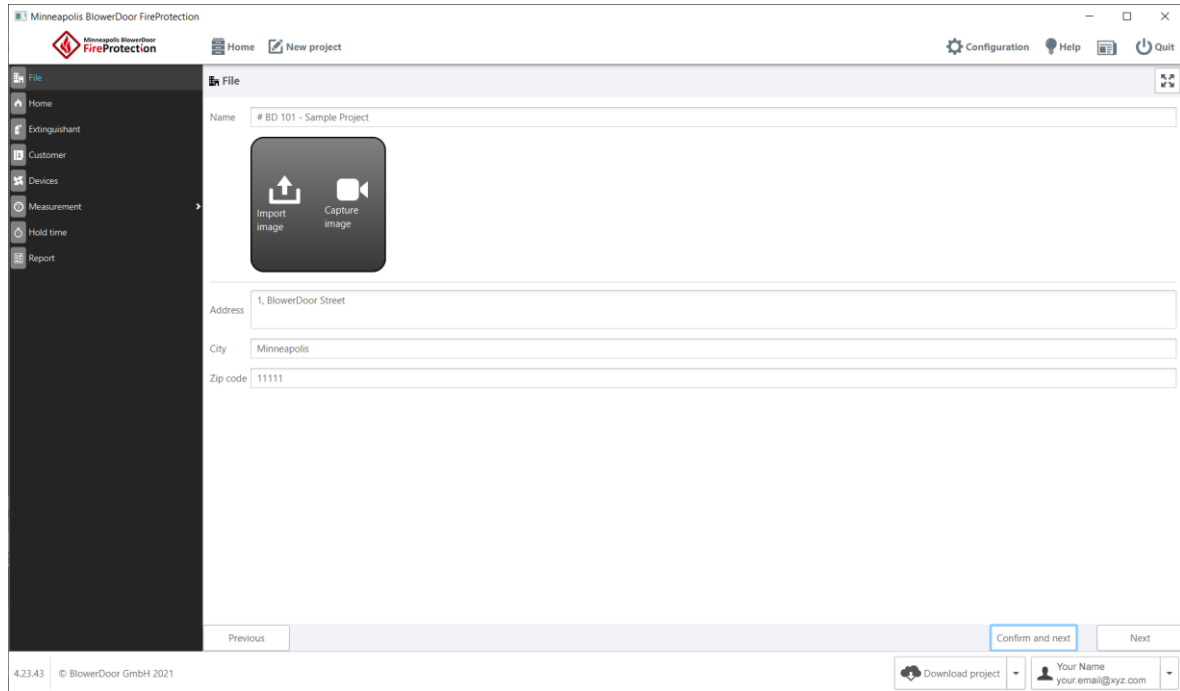 Minneapolis BlowerDoor FireProtection
Minneapolis BlowerDoor
FireProtection
Home
New project
Configuration
Help
Quit
File
Home
Extinguishant
Customer
Devices
Measurement
Hold time
Report
File
Name
# BD 101 - Sample Project
Import
image
Capture
image
Address
1, BlowerDoor Street
City
Minneapolis
Zip code
11111
Previous
Confirm and next
Next
4.23.43
© BlowerDoor GmbH 2021
Download project
Your Name
your.email@xyz.com